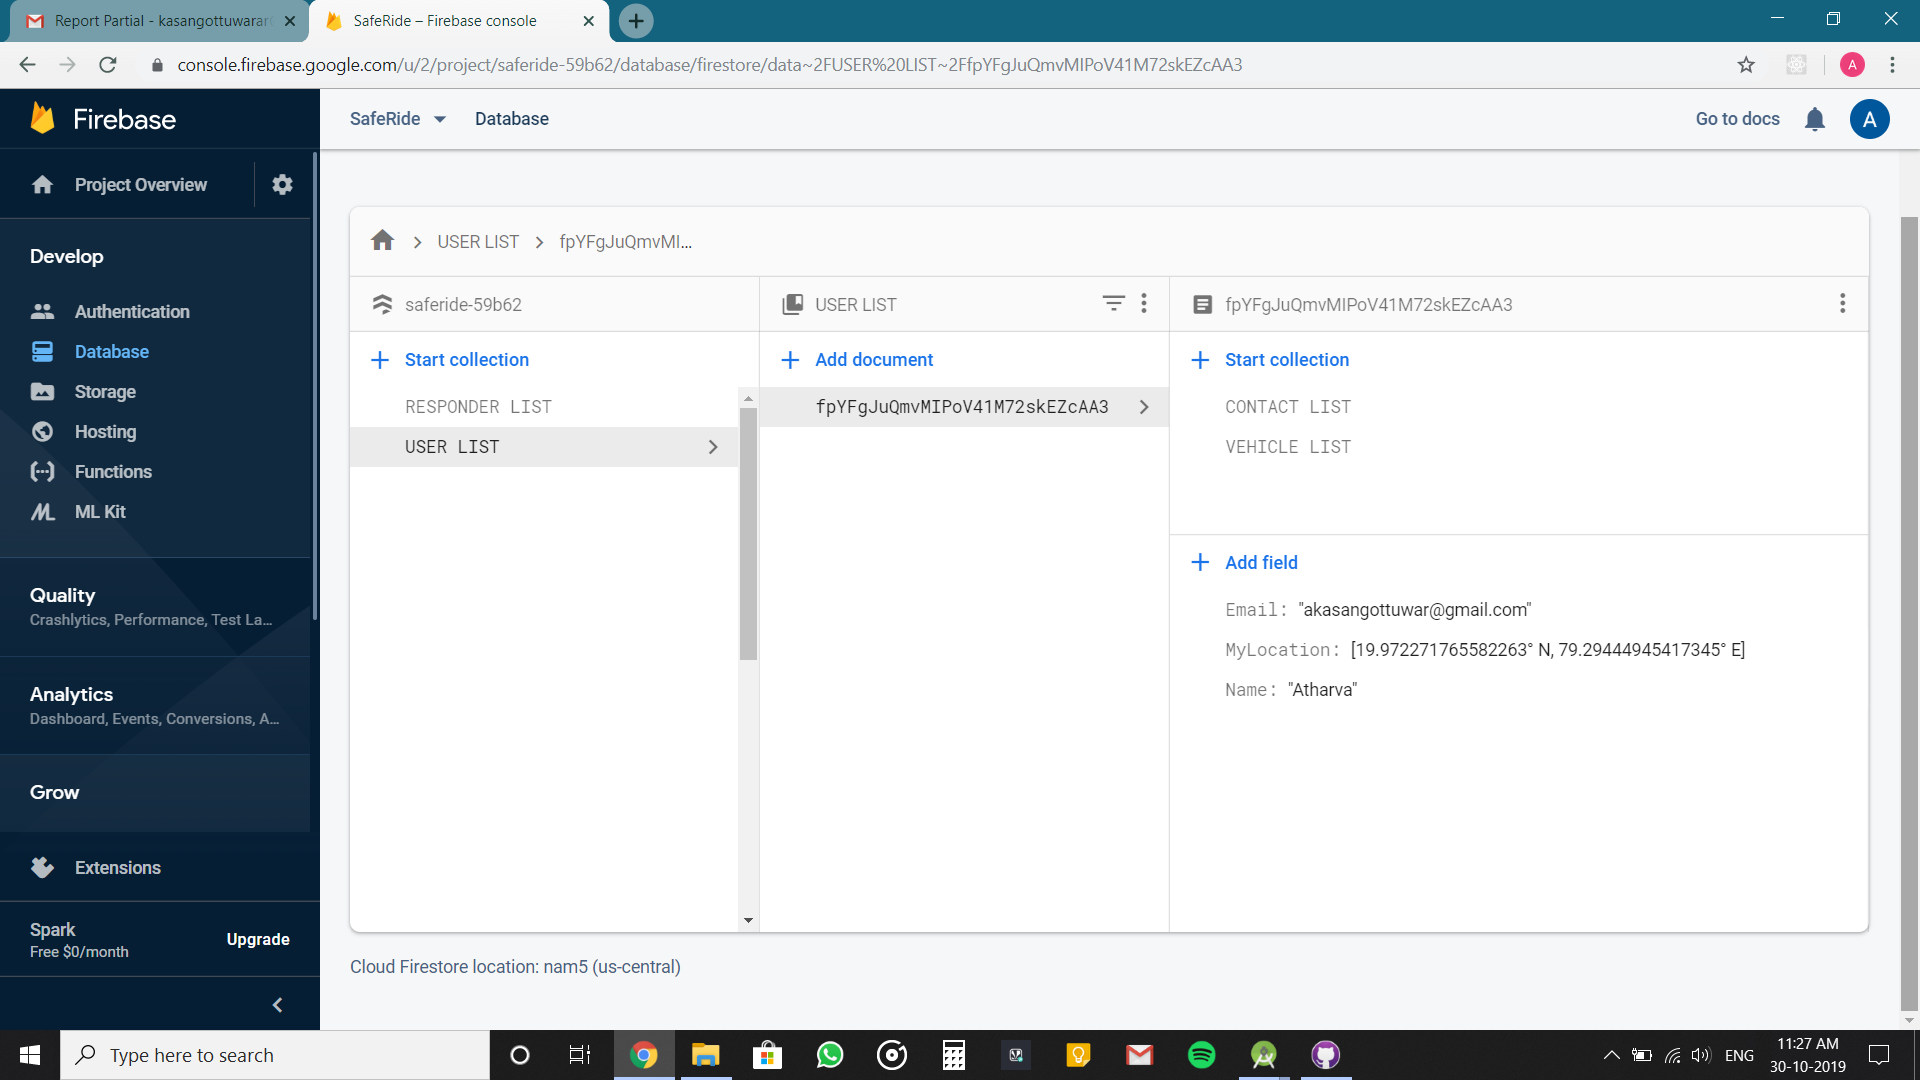 Report Partial - kasangottuwarar
SafeRide – Firebase console
console.firebase.google.com/u/2/project/saferide-59b62/database/firestore/data~2FUSER%20LIST~2FfpYFgJuQmvMIPoV41M72skEZcAA3
A
Firebase
SafeRide
Database
Go to docs
A
Project Overview
Develop
Authentication
Database
Storage
Hosting
Functions
ML Kit
Quality
Crashlytics, Performance, Test La...
Analytics
Dashboard, Events, Conversions, A...
Grow
Extensions
Spark
Free $0/month
Upgrade
USER LIST
fpYFgJuQmvMI...
saferide-59b62
USER LIST
fpYFgJuQmvMIPoV41M72skEZcAA3
Start collection
Add document
Start collection
RESPONDER LIST
fpYFgJuQmvMIPoV41M72skEZcAA3
CONTACT LIST
USER LIST
VEHICLE LIST
Add field
Email: "akasangottuwar@gmail.com"
MyLocation: [19.972271765582263° N, 79.29444945417345° E]
Name: "Atharva"
Cloud Firestore location: nam5 (us-central)
Type here to search
ENG
11:27 AM
30-10-2019